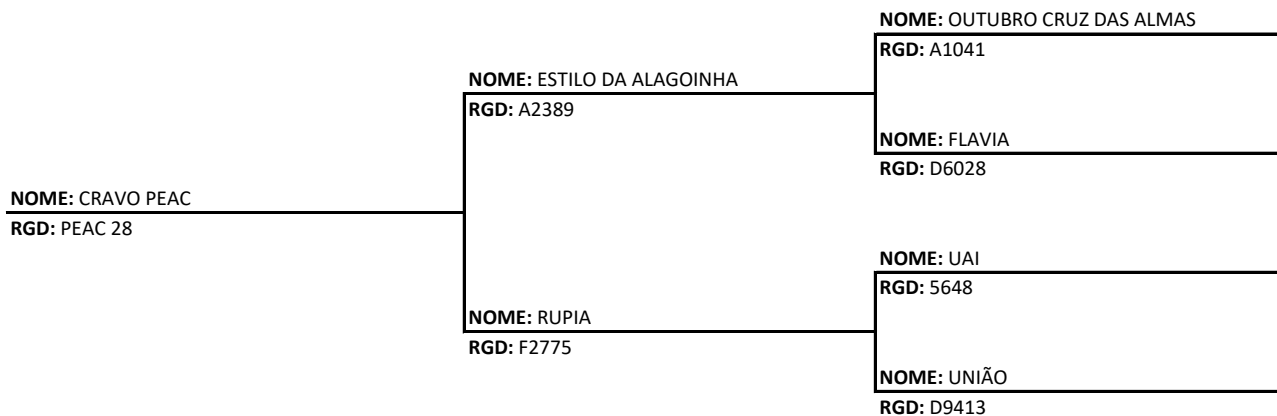 NOME: OUTUBRO CRUZ DAS ALMAS
RGD: A1041
NOME: ESTILO DA ALAGOINHA
RGD: A2389
NOME: FLAVIA
RGD: D6028
NOME: CRAVO PEAC
RGD: PEAC 28
NOME: UAI
RGD: 5648
NOME: RUPIA
RGD: F2775
NOME: UNIÃO
RGD: D9413